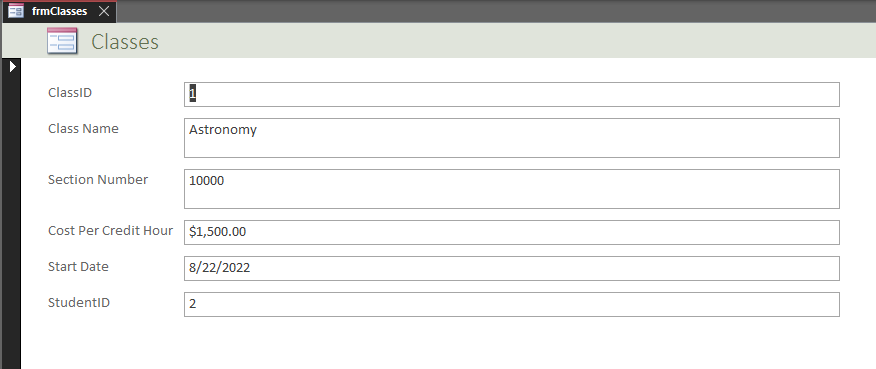 frmClasses
Classes
ClassID 1
Class Name Astronomy
Section Number 10000
Cost Per Credit Hour $1,500.00
Start Date 8/22/2022
StudentID 2